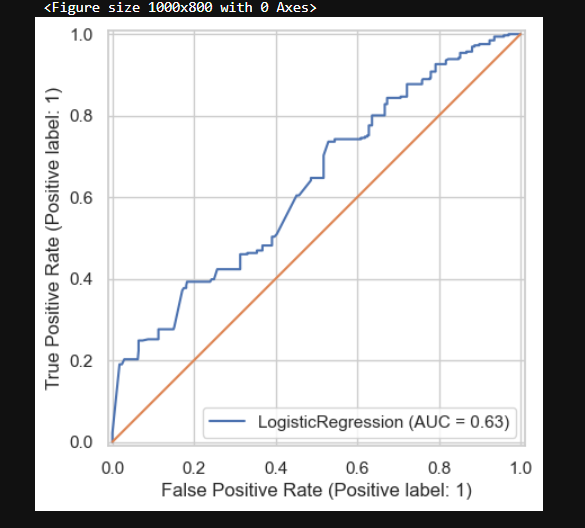 <Figure size 1000x800 with 0 Axes>
1.0
0.8
0.6
0.4
0.2
0.0
True Positive Rate (Positive label: 1)
LogisticRegression (AUC = 0.63)
0.0 0.2 0.4 0.6 0.8 1.0
False Positive Rate (Positive label: 1)